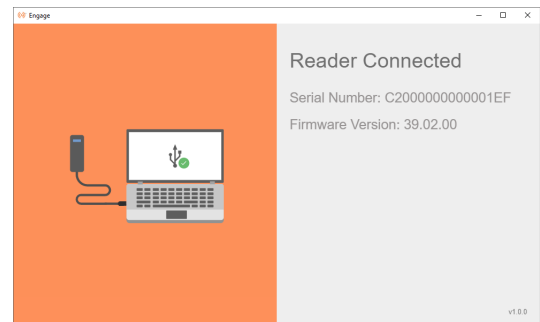 Engage
Reader Connected
Serial Number: C2000000000001EF
Firmware Version: 39.02.00
v1.0.0